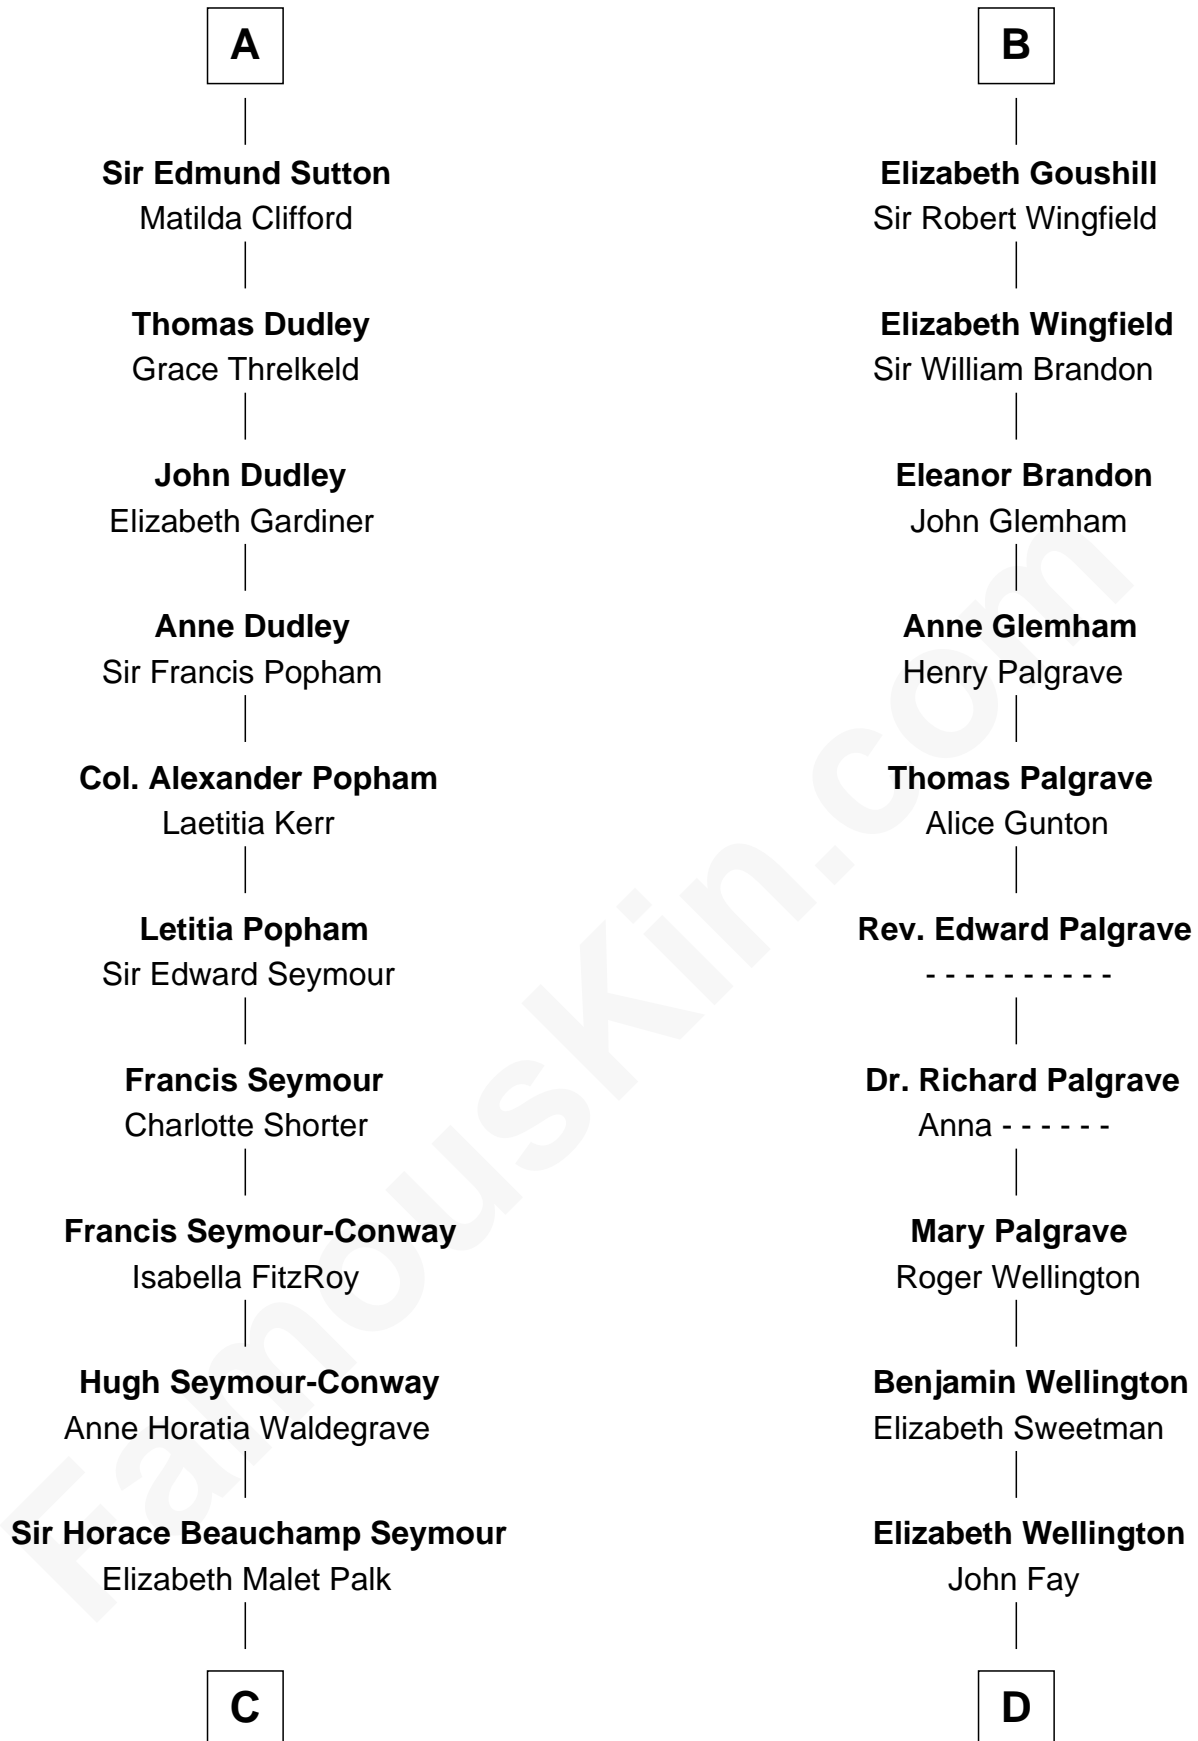 A
Sir Edmund Sutton
Matilda Clifford
Thomas Dudley
Grace Threlkeld
John Dudley
Elizabeth Gardiner
Anne Dudley
Sir Francis Popham
Col. Alexander Popham
Laetitia Kerr
Letitia Popham
Sir Edward Seymour
Francis Seymour
Charlotte Shorter
Francis Seymour-Conway
Isabella FitzRoy
Hugh Seymour-Conway
Anne Horatia Waldegrave
Sir Horace Beauchamp Seymour
Elizabeth Malet Palk
C
B
Elizabeth Goushill
Sir Robert Wingfield
Elizabeth Wingfield
Sir William Brandon
Eleanor Brandon
John Glemham
Anne Glemham
Henry Palgrave
Thomas Palgrave
Alice Gunton
Rev. Edward Palgrave
- - - - - - - - - -
Dr. Richard Palgrave
Anna - - - - - -
Mary Palgrave
Roger Wellington
Benjamin Wellington
Elizabeth Sweetman
Elizabeth Wellington
John Fay
D
FamousKin.com